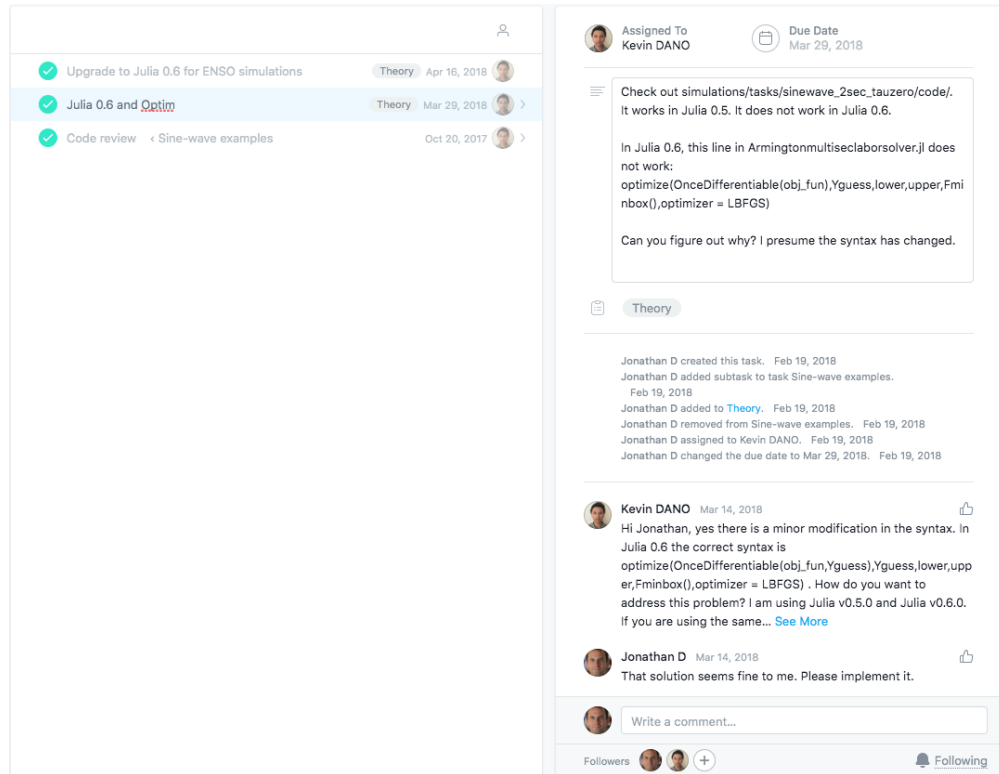 Upgrade to Julia 0.6 for ENSO simulations Theory Apr 16, 2018
Julia 0.6 and Optim Theory Mar 29, 2018
Code review ‹ Sine-wave examples Oct 20, 2017
Assigned To
Kevin DANO
Due Date
Mar 29, 2018
Check out simulations/tasks/sinewave_2sec_tauzero/code/.
It works in Julia 0.5. It does not work in Julia 0.6.
In Julia 0.6, this line in Armingtonmultiseclaborsolver.jl does
not work:
optimize(OnceDifferentiable(obj_fun),Yguess,lower,upper,Fmi
nbox(),optimizer = LBFGS)
Can you figure out why? I presume the syntax has changed.
Theory
Jonathan D created this task. Feb 19, 2018
Jonathan D added subtask to task Sine-wave examples.
Feb 19, 2018
Jonathan D added to Theory. Feb 19, 2018
Jonathan D removed from Sine-wave examples. Feb 19, 2018
Jonathan D assigned to Kevin DANO. Feb 19, 2018
Jonathan D changed the due date to Mar 29, 2018. Feb 19, 2018
Kevin DANO Mar 14, 2018
Hi Jonathan, yes there is a minor modification in the syntax. In
Julia 0.6 the correct syntax is
optimize(OnceDifferentiable(obj_fun,Yguess),Yguess,lower,upp
er,Fminbox(),optimizer = LBFGS) . How do you want to
address this problem? I am using Julia v0.5.0 and Julia v0.6.0.
If you are using the same... See More
Jonathan D Mar 14, 2018
That solution seems fine to me. Please implement it.
Write a comment...
Followers
Following